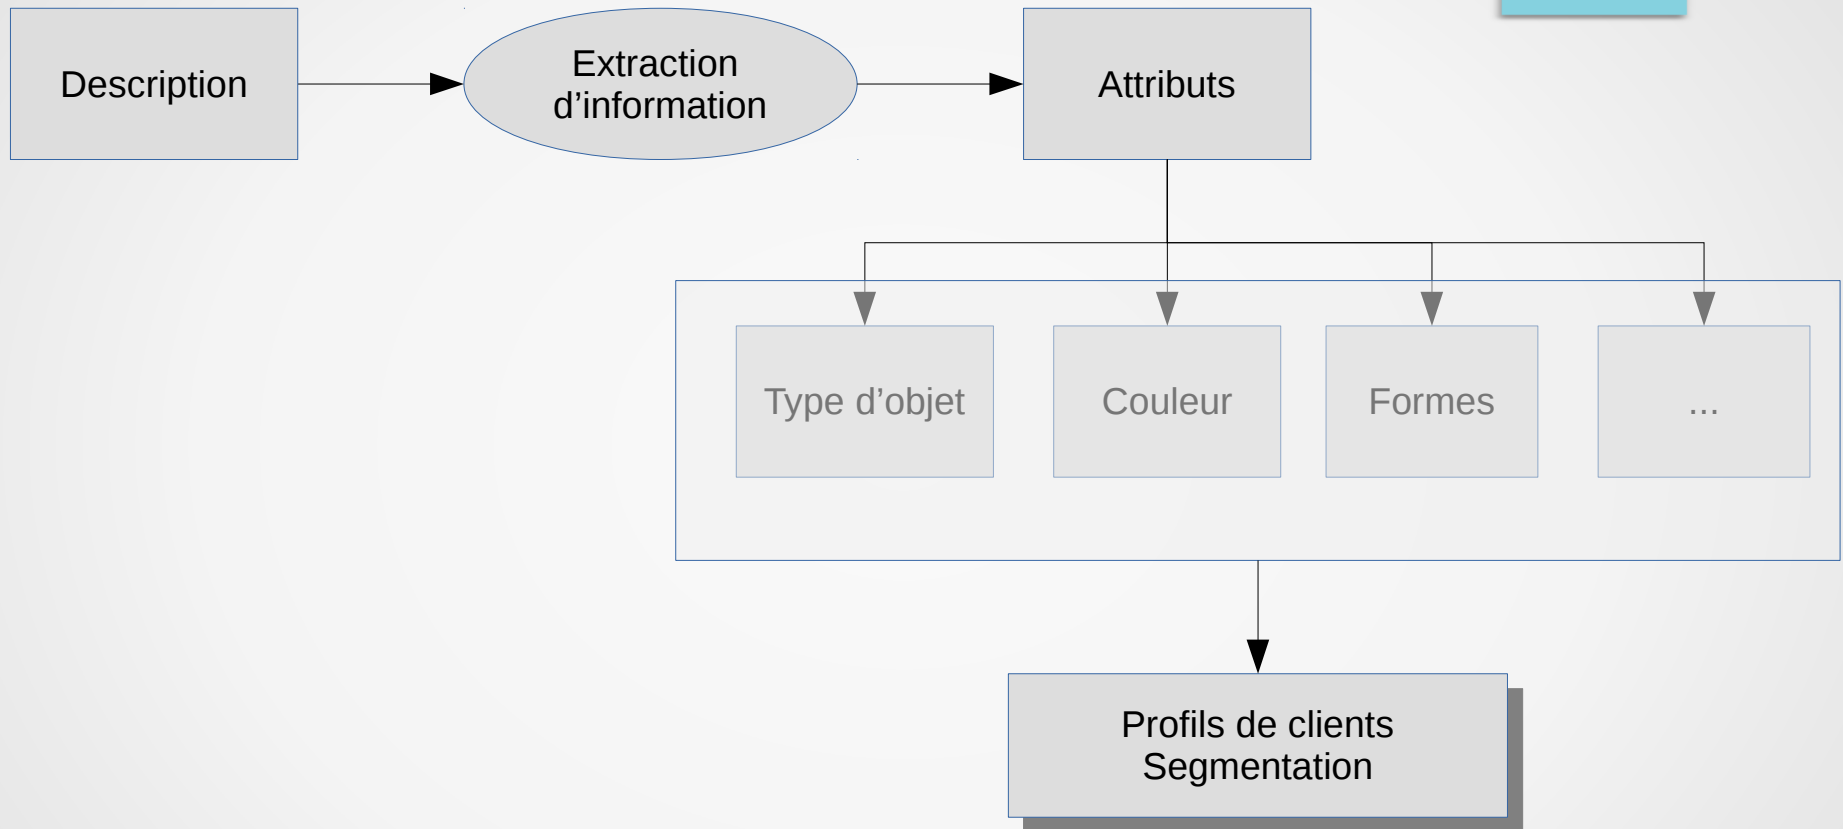 Description
Extraction
d’information
Attributs
Type d’objet
Couleur
Formes
...
Profils de clients
Segmentation